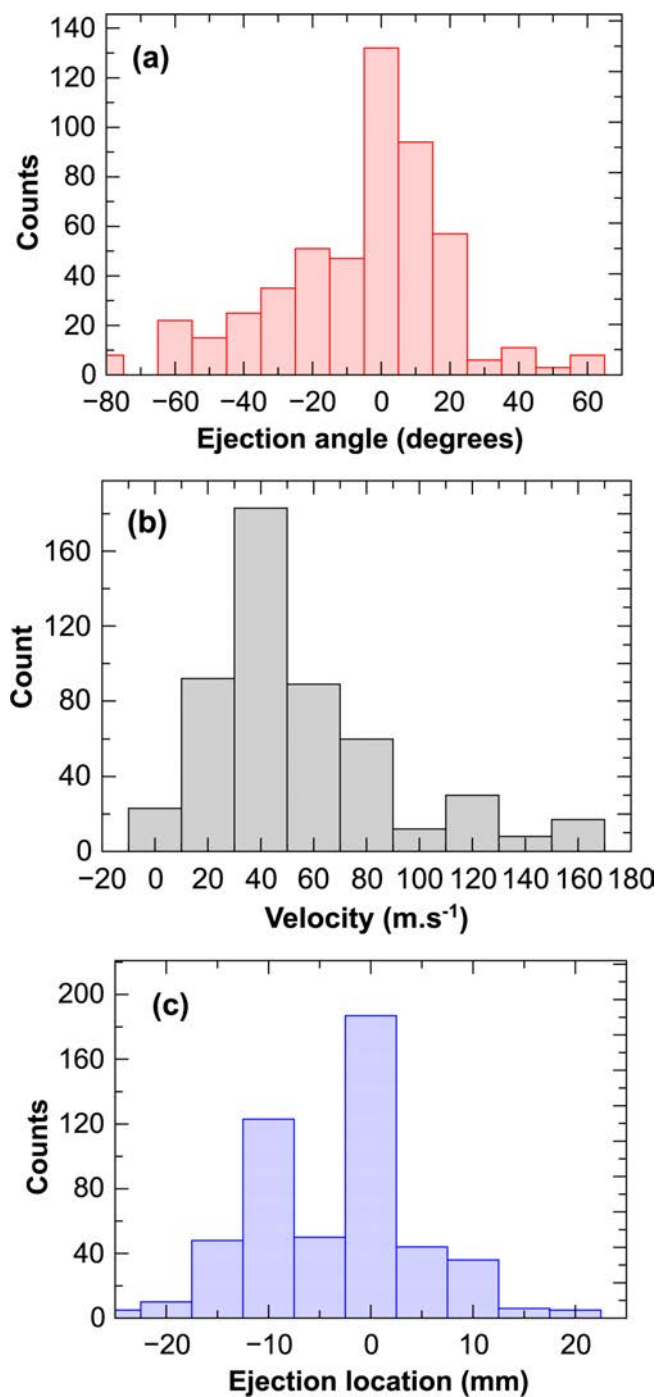 140
(a)
120
100
80
60
40
20
0
−80 −60 −40 −20 0 20 40 60
Counts
Ejection angle (degrees)
(b)
160
120
80
40
0
−20 0 20 40 60 80 100 120 140 160 180
Count
Velocity (m.s⁻¹)
200
(c)
160
120
80
40
0
−20 −10 0 10 20
Counts
Ejection location (mm)